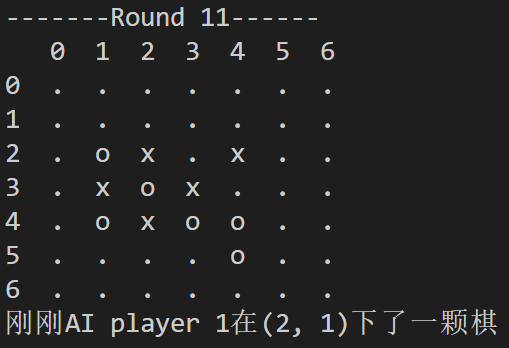 -------Round 11------
   0  1  2  3  4  5  6
0  .  .  .  .  .  .  .
1  .  .  .  .  .  .  .
2  .  o  x  .  x  .  .
3  .  x  o  x  .  .  .
4  .  o  x  o  o  .  .
5  .  .  .  .  o  .  .
6  .  .  .  .  .  .  .
刚刚AI player 1在(2, 1)下了一颗棋